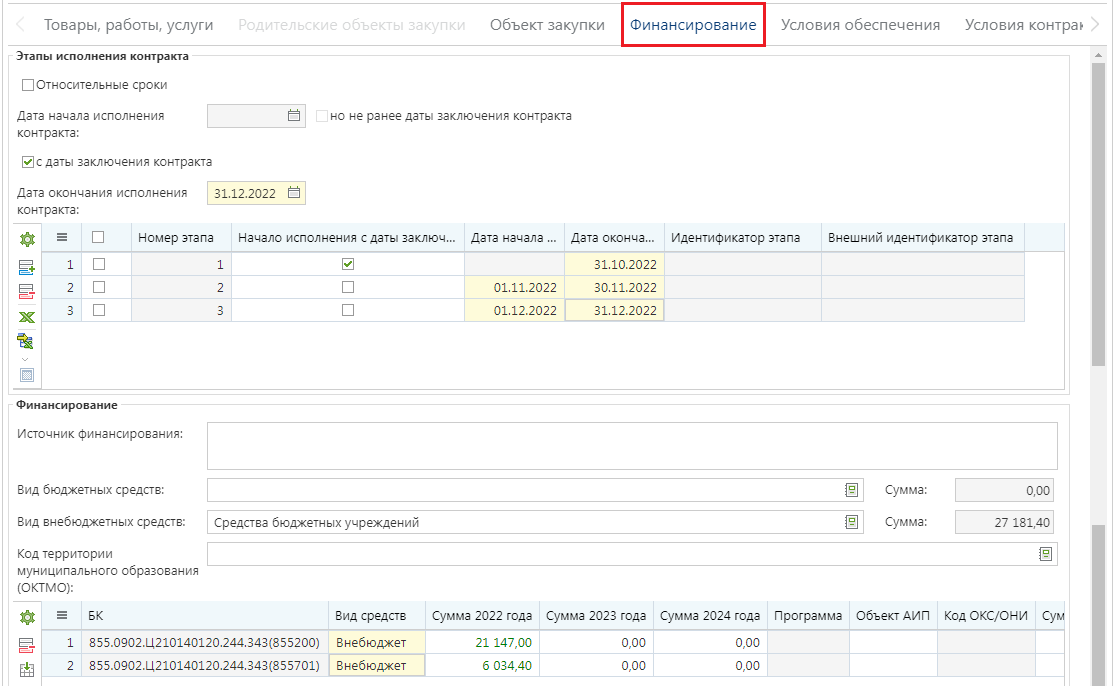 Товары, работы, услуги Родительские объекты закупки Объект закупки Финансирование Условия обеспечения Условия контрак
Этапы исполнения контракта
Относительные сроки
Дата начала исполнения
контракта:
но не ранее даты заключения контракта
с даты заключения контракта
Дата окончания исполнения
контракта:
31.12.2022
Номер этапа Начало исполнения с даты заключ... Дата начала ... Дата оконча... Идентификатор этапа Внешний идентификатор этапа
1 1 31.10.2022
2 2 01.11.2022 30.11.2022
3 3 01.12.2022 31.12.2022
Финансирование
Источник финансирования:
Вид бюджетных средств: Сумма: 0,00
Вид внебюджетных средств: Средства бюджетных учреждений Сумма: 27 181,40
Код территории
муниципального образования
(ОКТМО):
БК Вид средств Сумма 2022 года Сумма 2023 года Сумма 2024 года Программа Объект АИП Код ОКС/ОНИ Сум
1 855.0902.Ц210140120.244.343(855200) Внебюджет 21 147,00 0,00 0,00
2 855.0902.Ц210140120.244.343(855701) Внебюджет 6 034,40 0,00 0,00